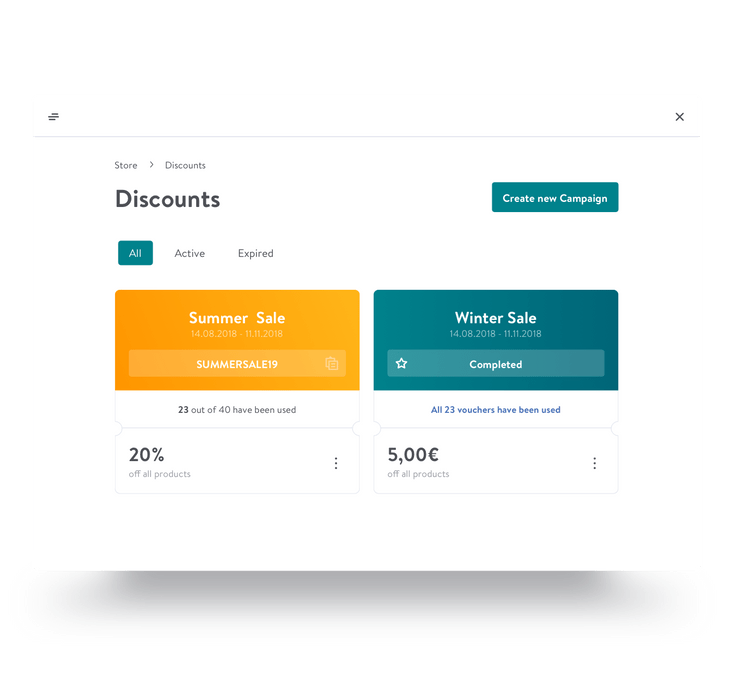 Store > Discounts
Discounts
Create new Campaign
All Active Expired
Summer Sale
14.08.2018 - 11.11.2018
SUMMERSALE19
23 out of 40 have been used
20%
off all products
Winter Sale
14.08.2018 - 11.11.2018
Completed
All 23 vouchers have been used
5,00€
off all products